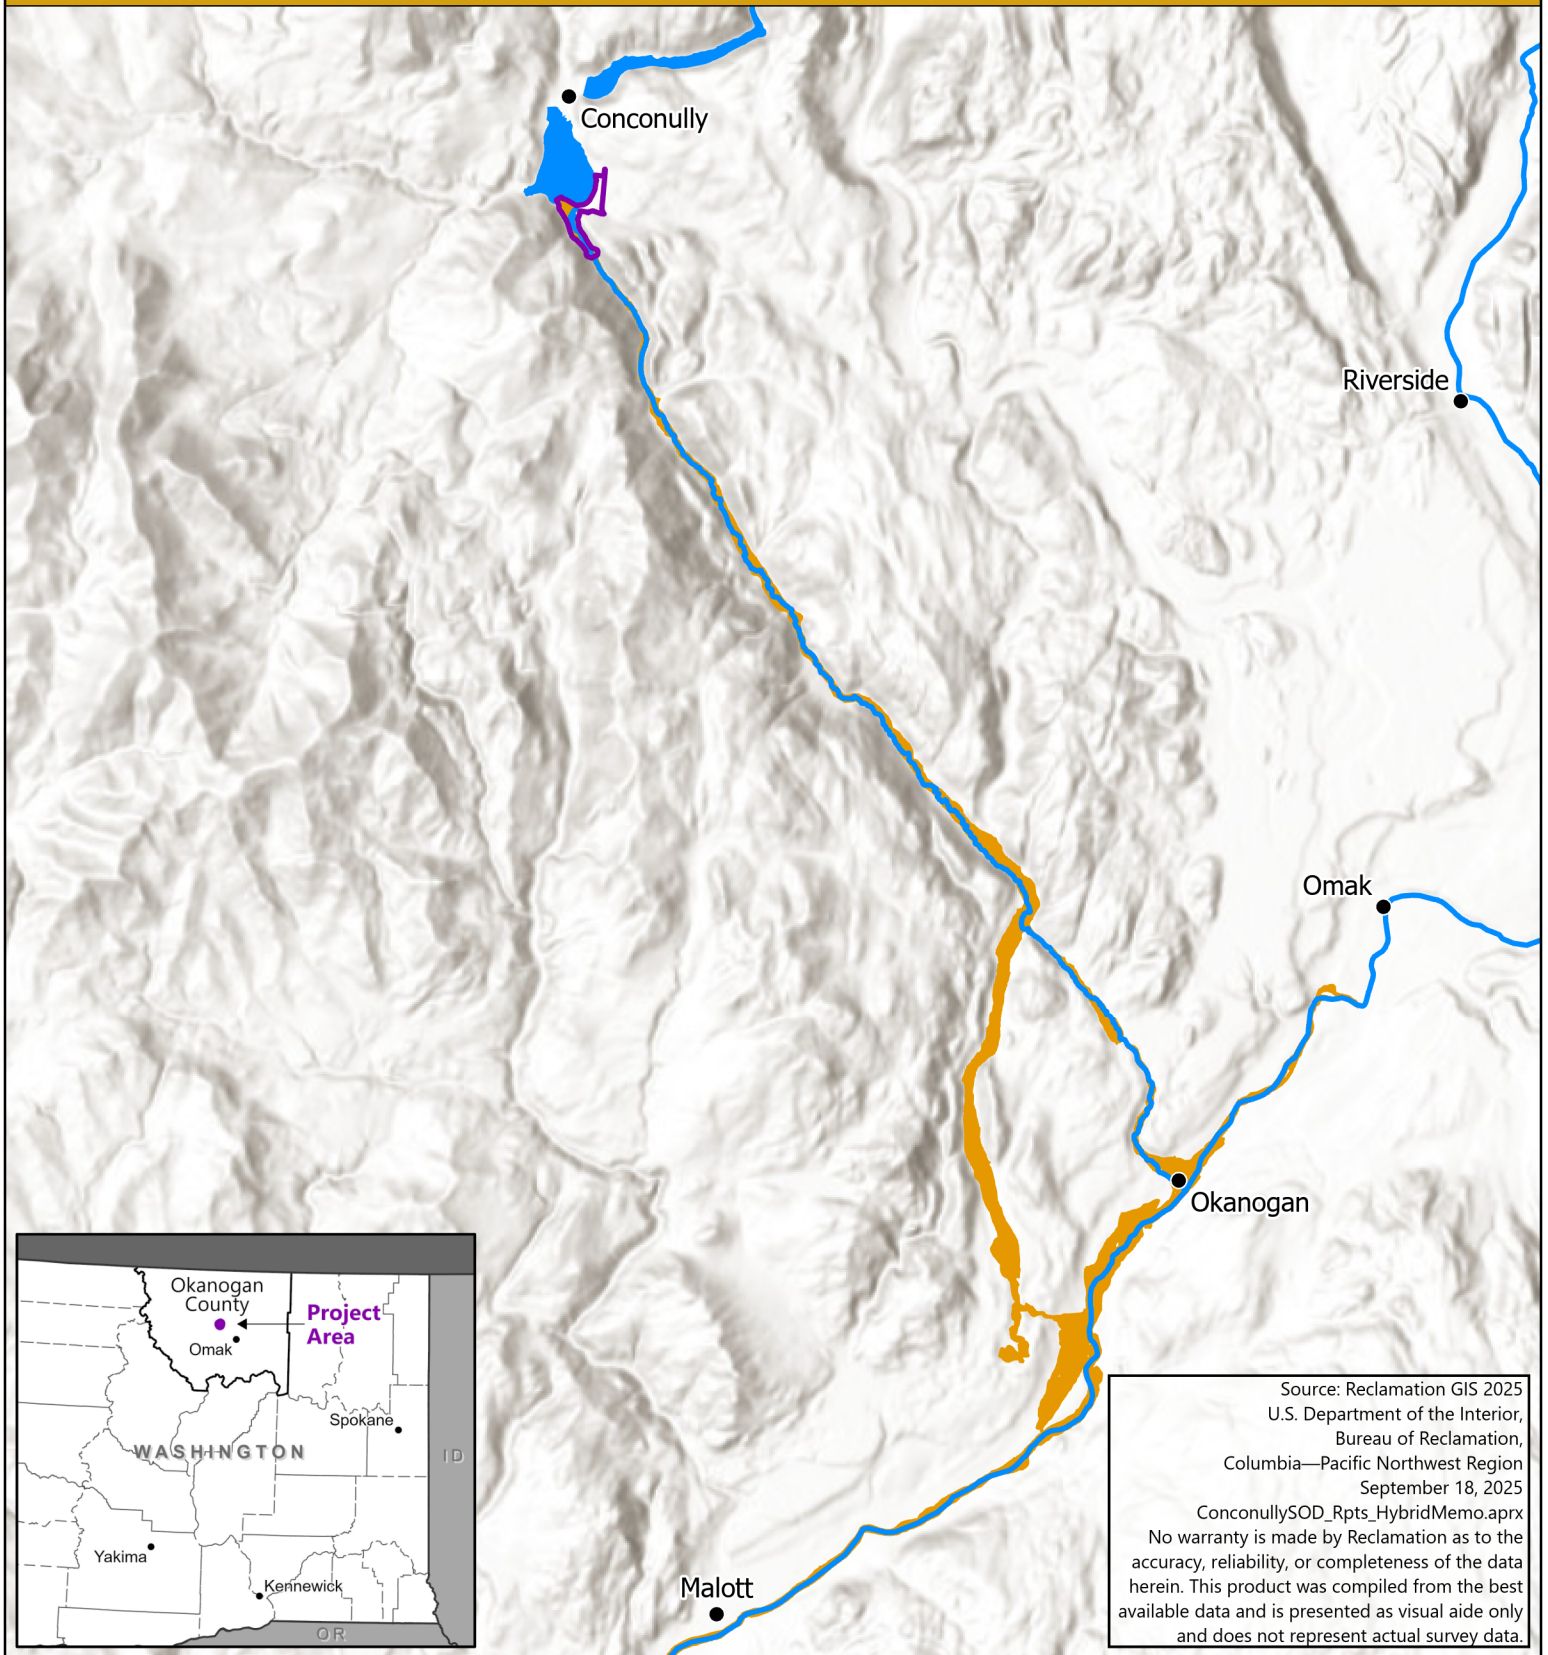 Conconully
Riverside
Omak
Okanogan
Malott
Okanogan
County
Project
Area
Omak
Spokane
WASHINGTON
ID
Yakima
Kennewick
OR
Source: Reclamation GIS 2025
U.S. Department of the Interior,
Bureau of Reclamation,
Columbia—Pacific Northwest Region
September 18, 2025
ConconullySOD_Rpts_HybridMemo.aprx
No warranty is made by Reclamation as to the
accuracy, reliability, or completeness of the data
herein. This product was compiled from the best
available data and is presented as visual aide only
and does not represent actual survey data.